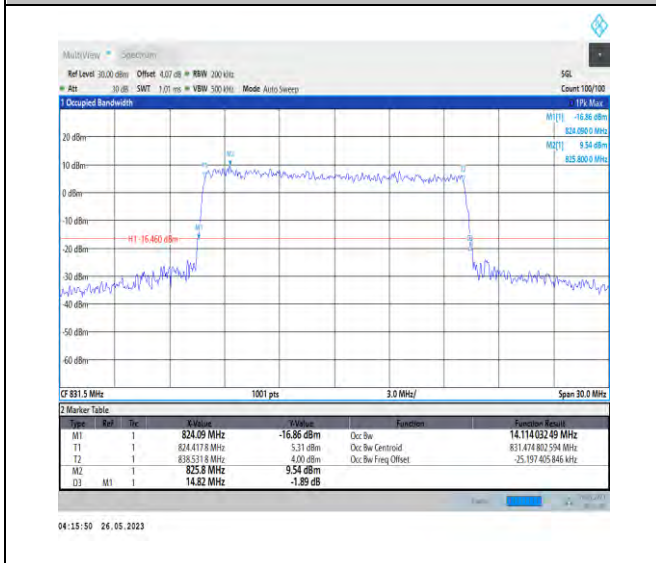 MultiView Spectrum
Ref Level 30.00 dBm Offset 4.07 dB RBW 200 kHz SGL
Att 30 dB SWT 1.01 ms VBW 500 kHz Mode Auto Sweep Count 100/100
1 Occupied Bandwidth 1Pk Max
M1[1] -16.86 dBm
824.090 0 MHz
M2[1] 9.54 dBm
825.800 0 MHz
20 dBm
10 dBm
0 dBm
-10 dBm
-20 dBm
-30 dBm
-40 dBm
-50 dBm
-60 dBm
M2
M1
H1 -16.460 dBm
CF 831.5 MHz 1001 pts 3.0 MHz/ Span 30.0 MHz
2 Marker Table
Type Ref Trc X-Value Y-Value Function Function Result
M1 1 824.09 MHz -16.86 dBm Occ Bw 14.114 032 49 MHz
T1 1 824.417 8 MHz 5.31 dBm Occ Bw Centroid 831.474 802 594 MHz
T2 1 838.531 8 MHz 4.00 dBm Occ Bw Freq Offset -25.197 405 846 kHz
M2 1 825.8 MHz 9.54 dBm
D3 M1 1 14.82 MHz -1.89 dB
04:15:50 26.05.2023